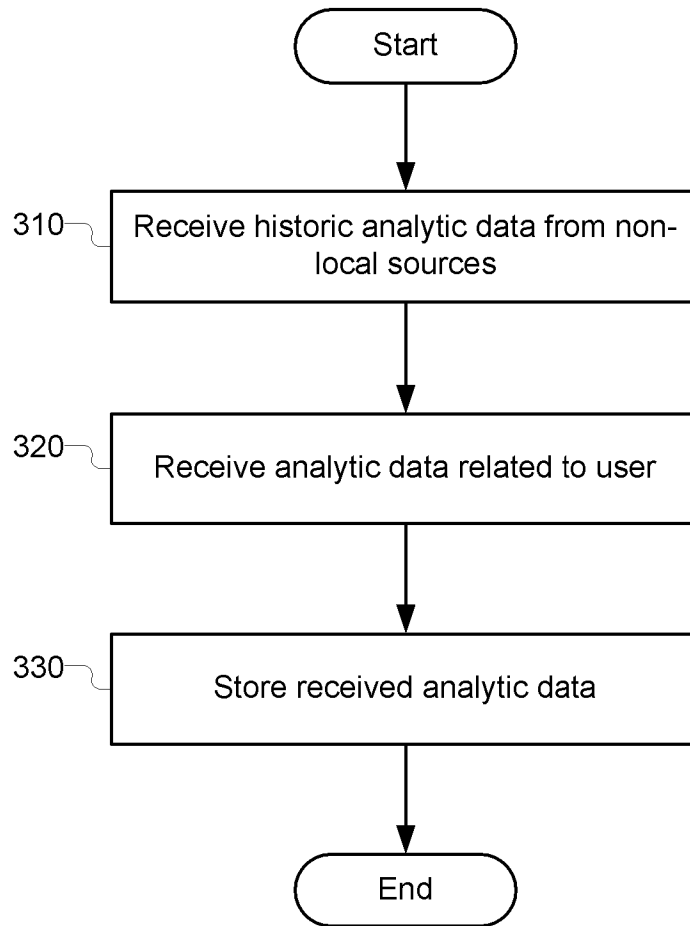 Start
310
Receive historic analytic data from non-
local sources
320
Receive analytic data related to user
330
Store received analytic data
End